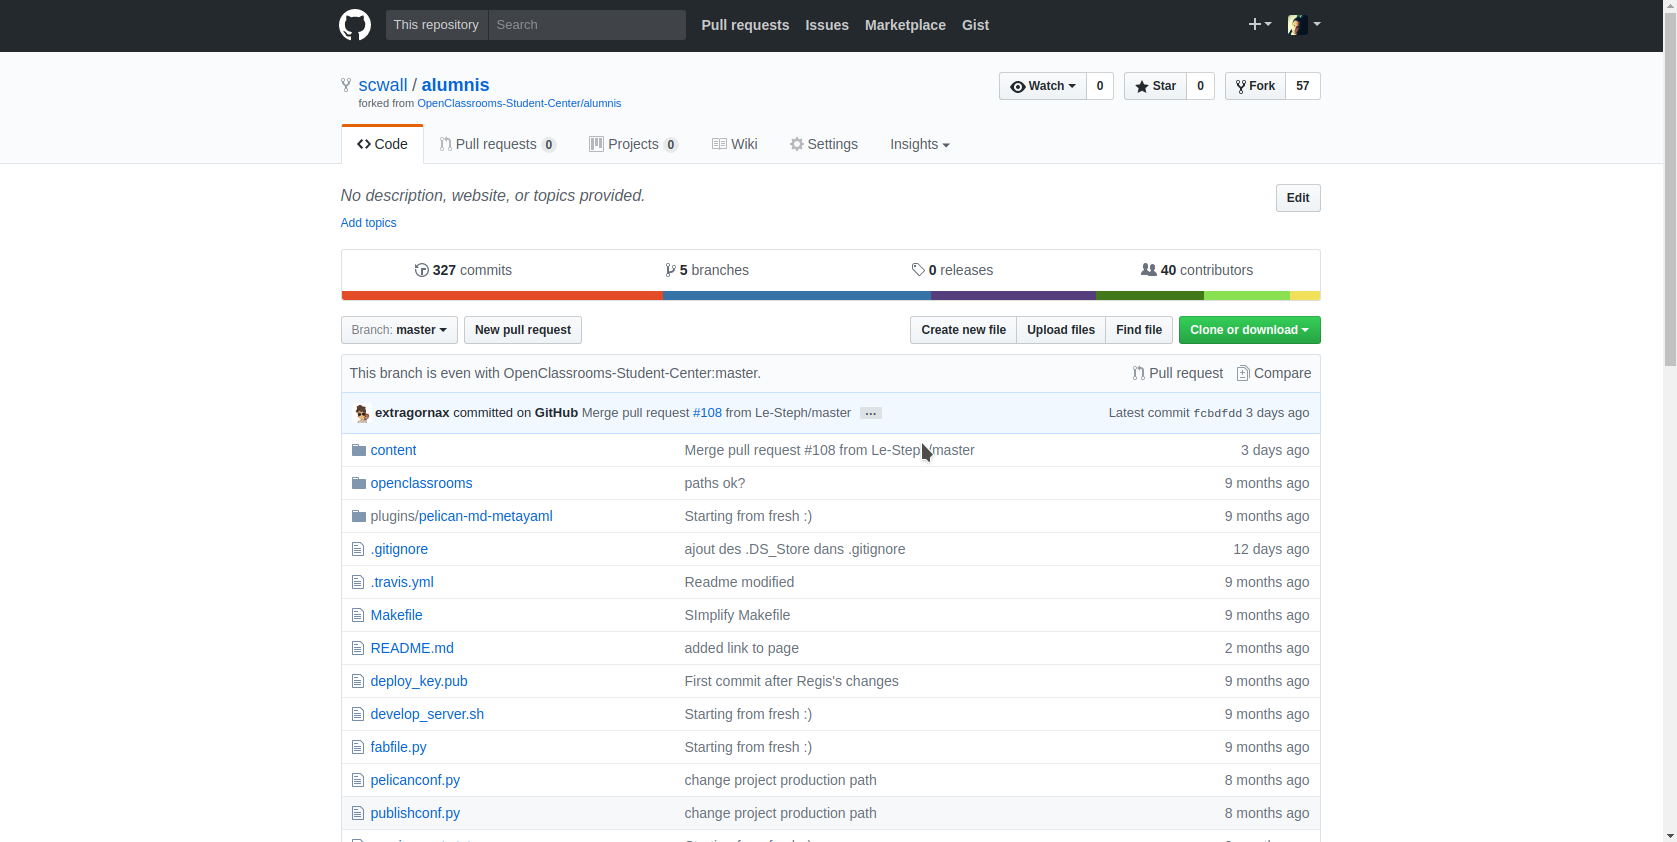 This repository Search Pull requests Issues Marketplace Gist
scwall / alumnis Watch 0 Star 0 Fork 57
forked from OpenClassrooms-Student-Center/alumnis
Code Pull requests 0 Projects 0 Wiki Settings Insights
No description, website, or topics provided. Edit
Add topics
327 commits 5 branches 0 releases 40 contributors
Branch: master New pull request Create new file Upload files Find file Clone or download
This branch is even with OpenClassrooms-Student-Center:master. Pull request Compare
extragornax committed on GitHub Merge pull request #108 from Le-Steph/master ... Latest commit fcbdfdd 3 days ago
content Merge pull request #108 from Le-Steph/master 3 days ago
openclassrooms paths ok? 9 months ago
plugins/pelican-md-metayaml Starting from fresh :) 9 months ago
.gitignore ajout des .DS_Store dans .gitignore 12 days ago
.travis.yml Readme modified 9 months ago
Makefile SImplify Makefile 9 months ago
README.md added link to page 2 months ago
deploy_key.pub First commit after Regis's changes 9 months ago
develop_server.sh Starting from fresh :) 9 months ago
fabfile.py Starting from fresh :) 9 months ago
pelicanconf.py change project production path 8 months ago
publishconf.py change project production path 8 months ago